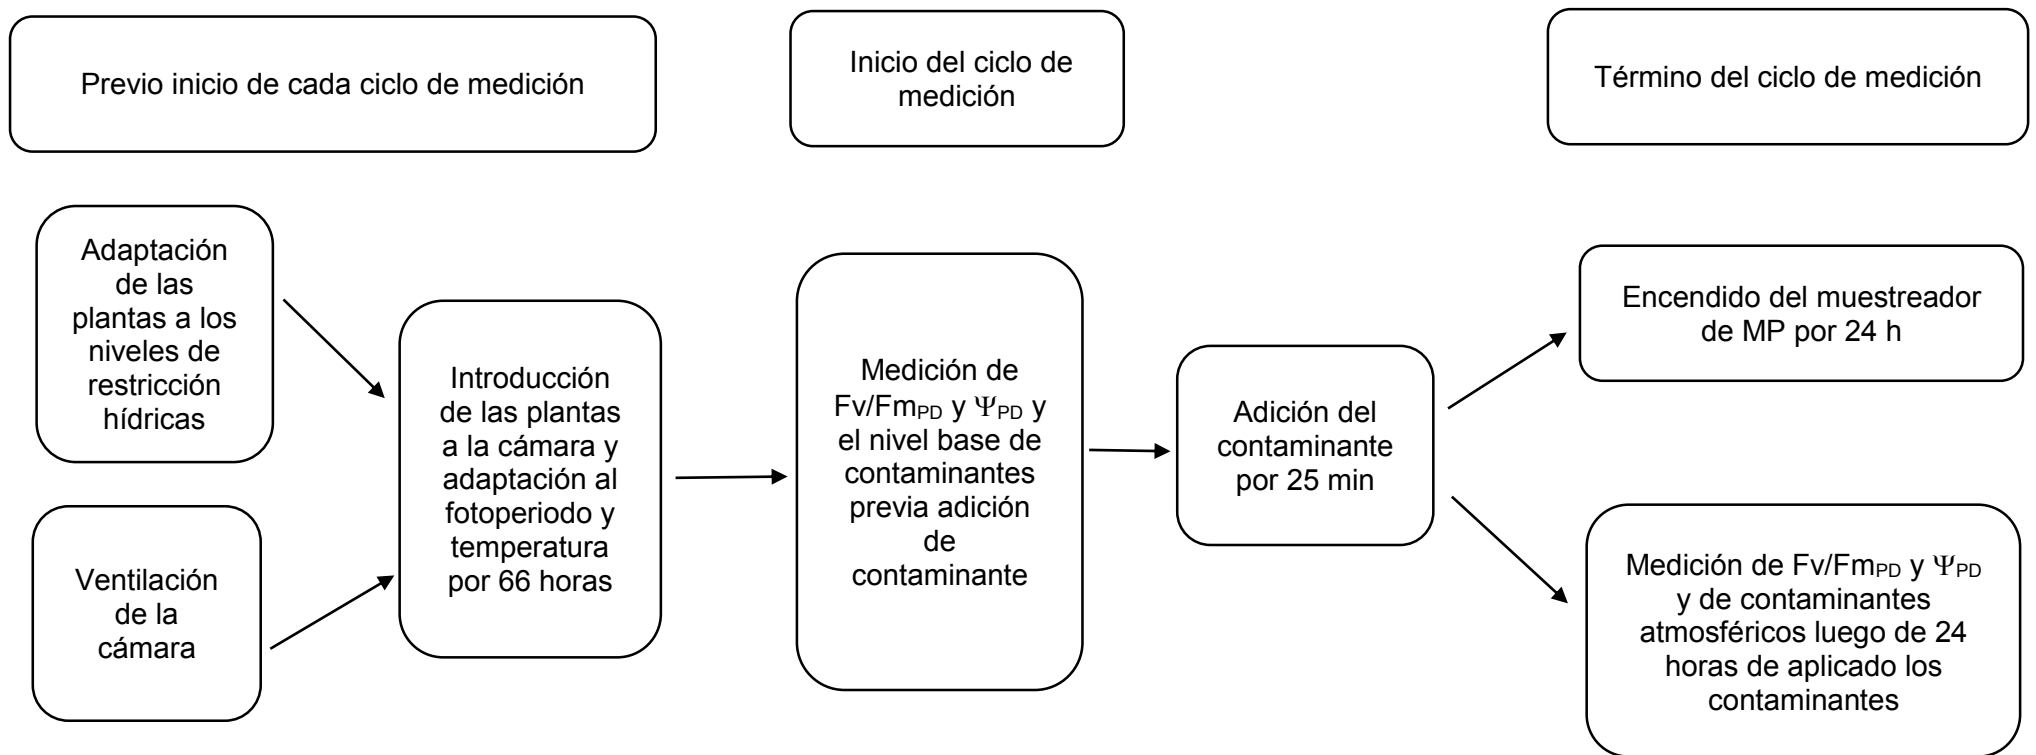 Previo inicio de cada ciclo de medición
Inicio del ciclo de
medición
Término del ciclo de medición
Adaptación
de las
plantas a los
niveles de
restricción
hídricas
Ventilación
de la
cámara
Introducción
de las plantas
a la cámara y
adaptación al
fotoperiodo y
temperatura
por 66 horas
Medición de
Fv/FmPD y ΨPD y
el nivel base de
contaminantes
previa adición
de
contaminante
Adición del
contaminante
por 25 min
Encendido del muestreador
de MP por 24 h
Medición de Fv/FmPD y ΨPD
y de contaminantes
atmosféricos luego de 24
horas de aplicado los
contaminantes